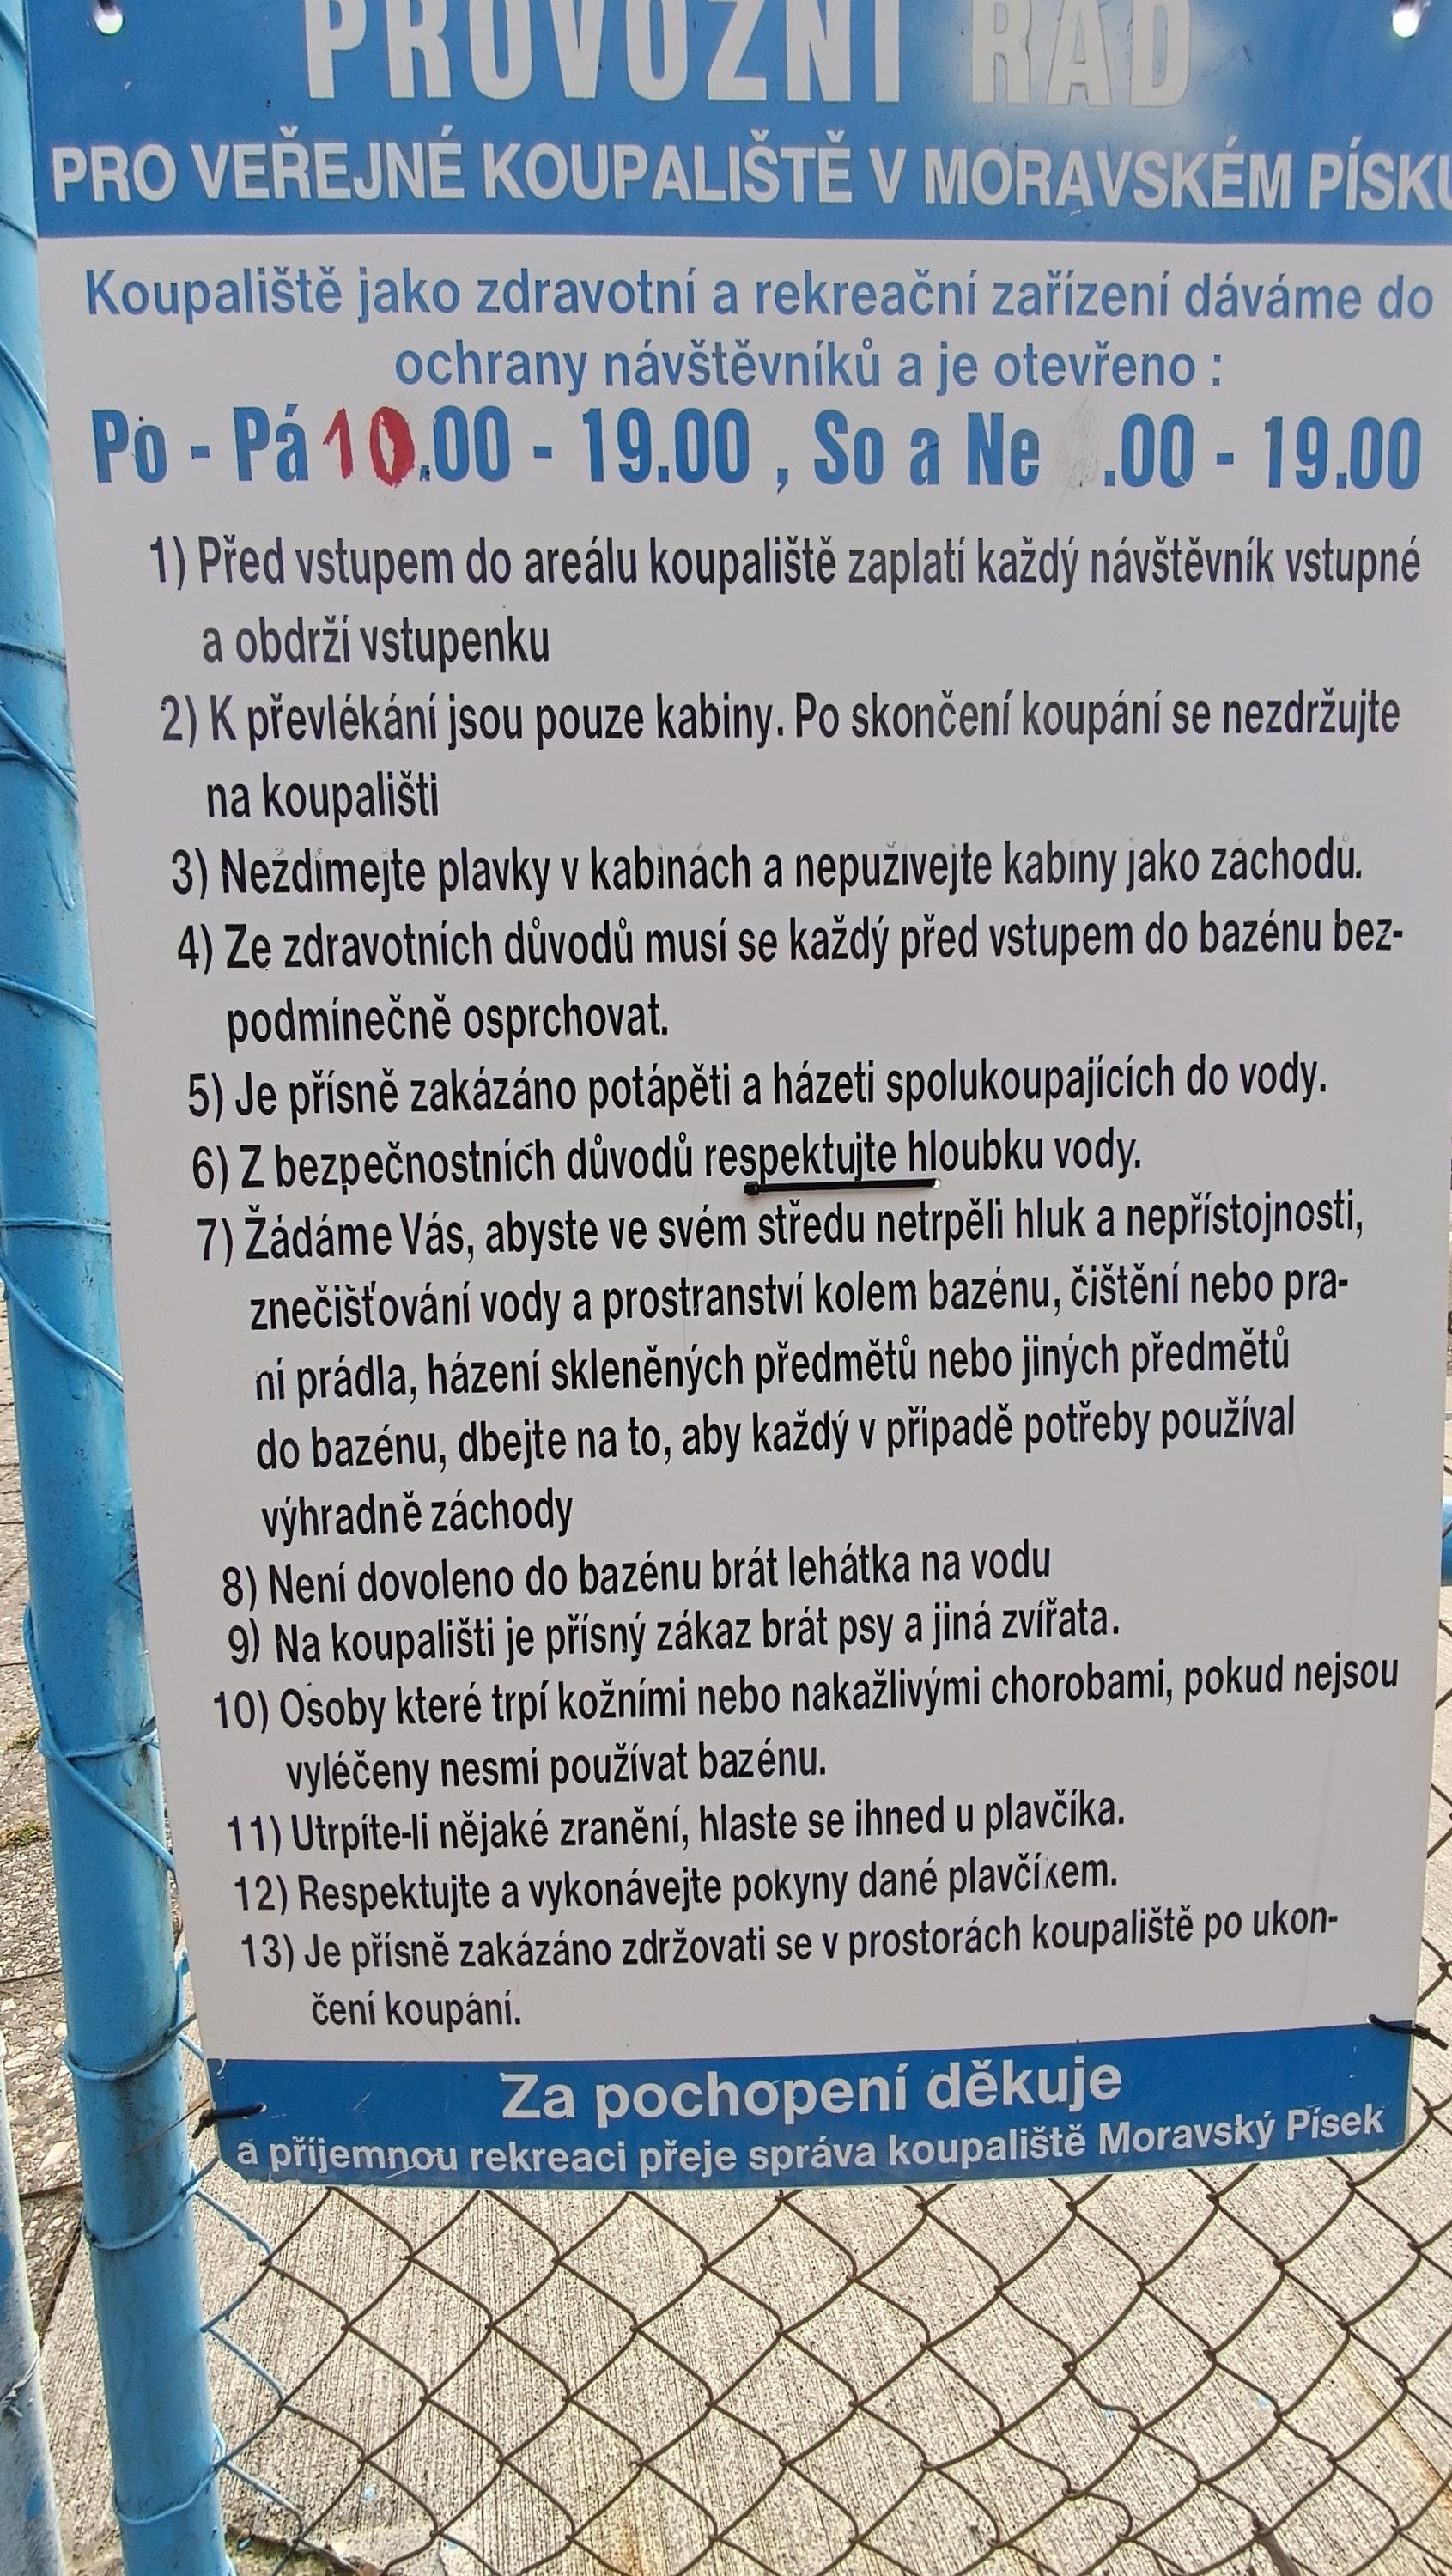 PROVOZNÍ ŘÁD
PRO VEŘEJNÉ KOUPALIŠTĚ V MORAVSKÉM PÍSKU
Koupaliště jako zdravotní a rekreační zařízení dáváme do
ochrany návštěvníků a je otevřeno :
Po - Pá 10.00 - 19.00 , So a Ne .00 - 19.00
1) Před vstupem do areálu koupaliště zaplatí každý návštěvník vstupné
a obdrží vstupenku
2) K převlékání jsou pouze kabiny. Po skončení koupání se nezdržujte
na koupališti
3) Neždímejte plavky v kabinách a nepužívejte kabiny jako záchodů.
4) Ze zdravotních důvodů musí se každý před vstupem do bazénu bez-
podmínečně osprchovat.
5) Je přísně zakázáno potápěti a házeti spolukoupajících do vody.
6) Z bezpečnostních důvodů respektujte hloubku vody.
7) Žádáme Vás, abyste ve svém středu netrpěli hluk a nepřístojnosti,
znečišťování vody a prostranství kolem bazénu, čištění nebo pra-
ní prádla, házení skleněných předmětů nebo jiných předmětů
do bazénu, dbejte na to, aby každý v případě potřeby používal
výhradně záchody
8) Není dovoleno do bazénu brát lehátka na vodu
9) Na koupališti je přísný zákaz brát psy a jiná zvířata.
10) Osoby které trpí kožními nebo nakažlivými chorobami, pokud nejsou
vyléčeny nesmí používat bazénu.
11) Utrpíte-li nějaké zranění, hlaste se ihned u plavčíka.
12) Respektujte a vykonávejte pokyny dané plavčíkem.
13) Je přísně zakázáno zdržovati se v prostorách koupaliště po ukon-
čení koupání.
Za pochopení děkuje
a příjemnou rekreaci přeje správa koupaliště Moravský Písek